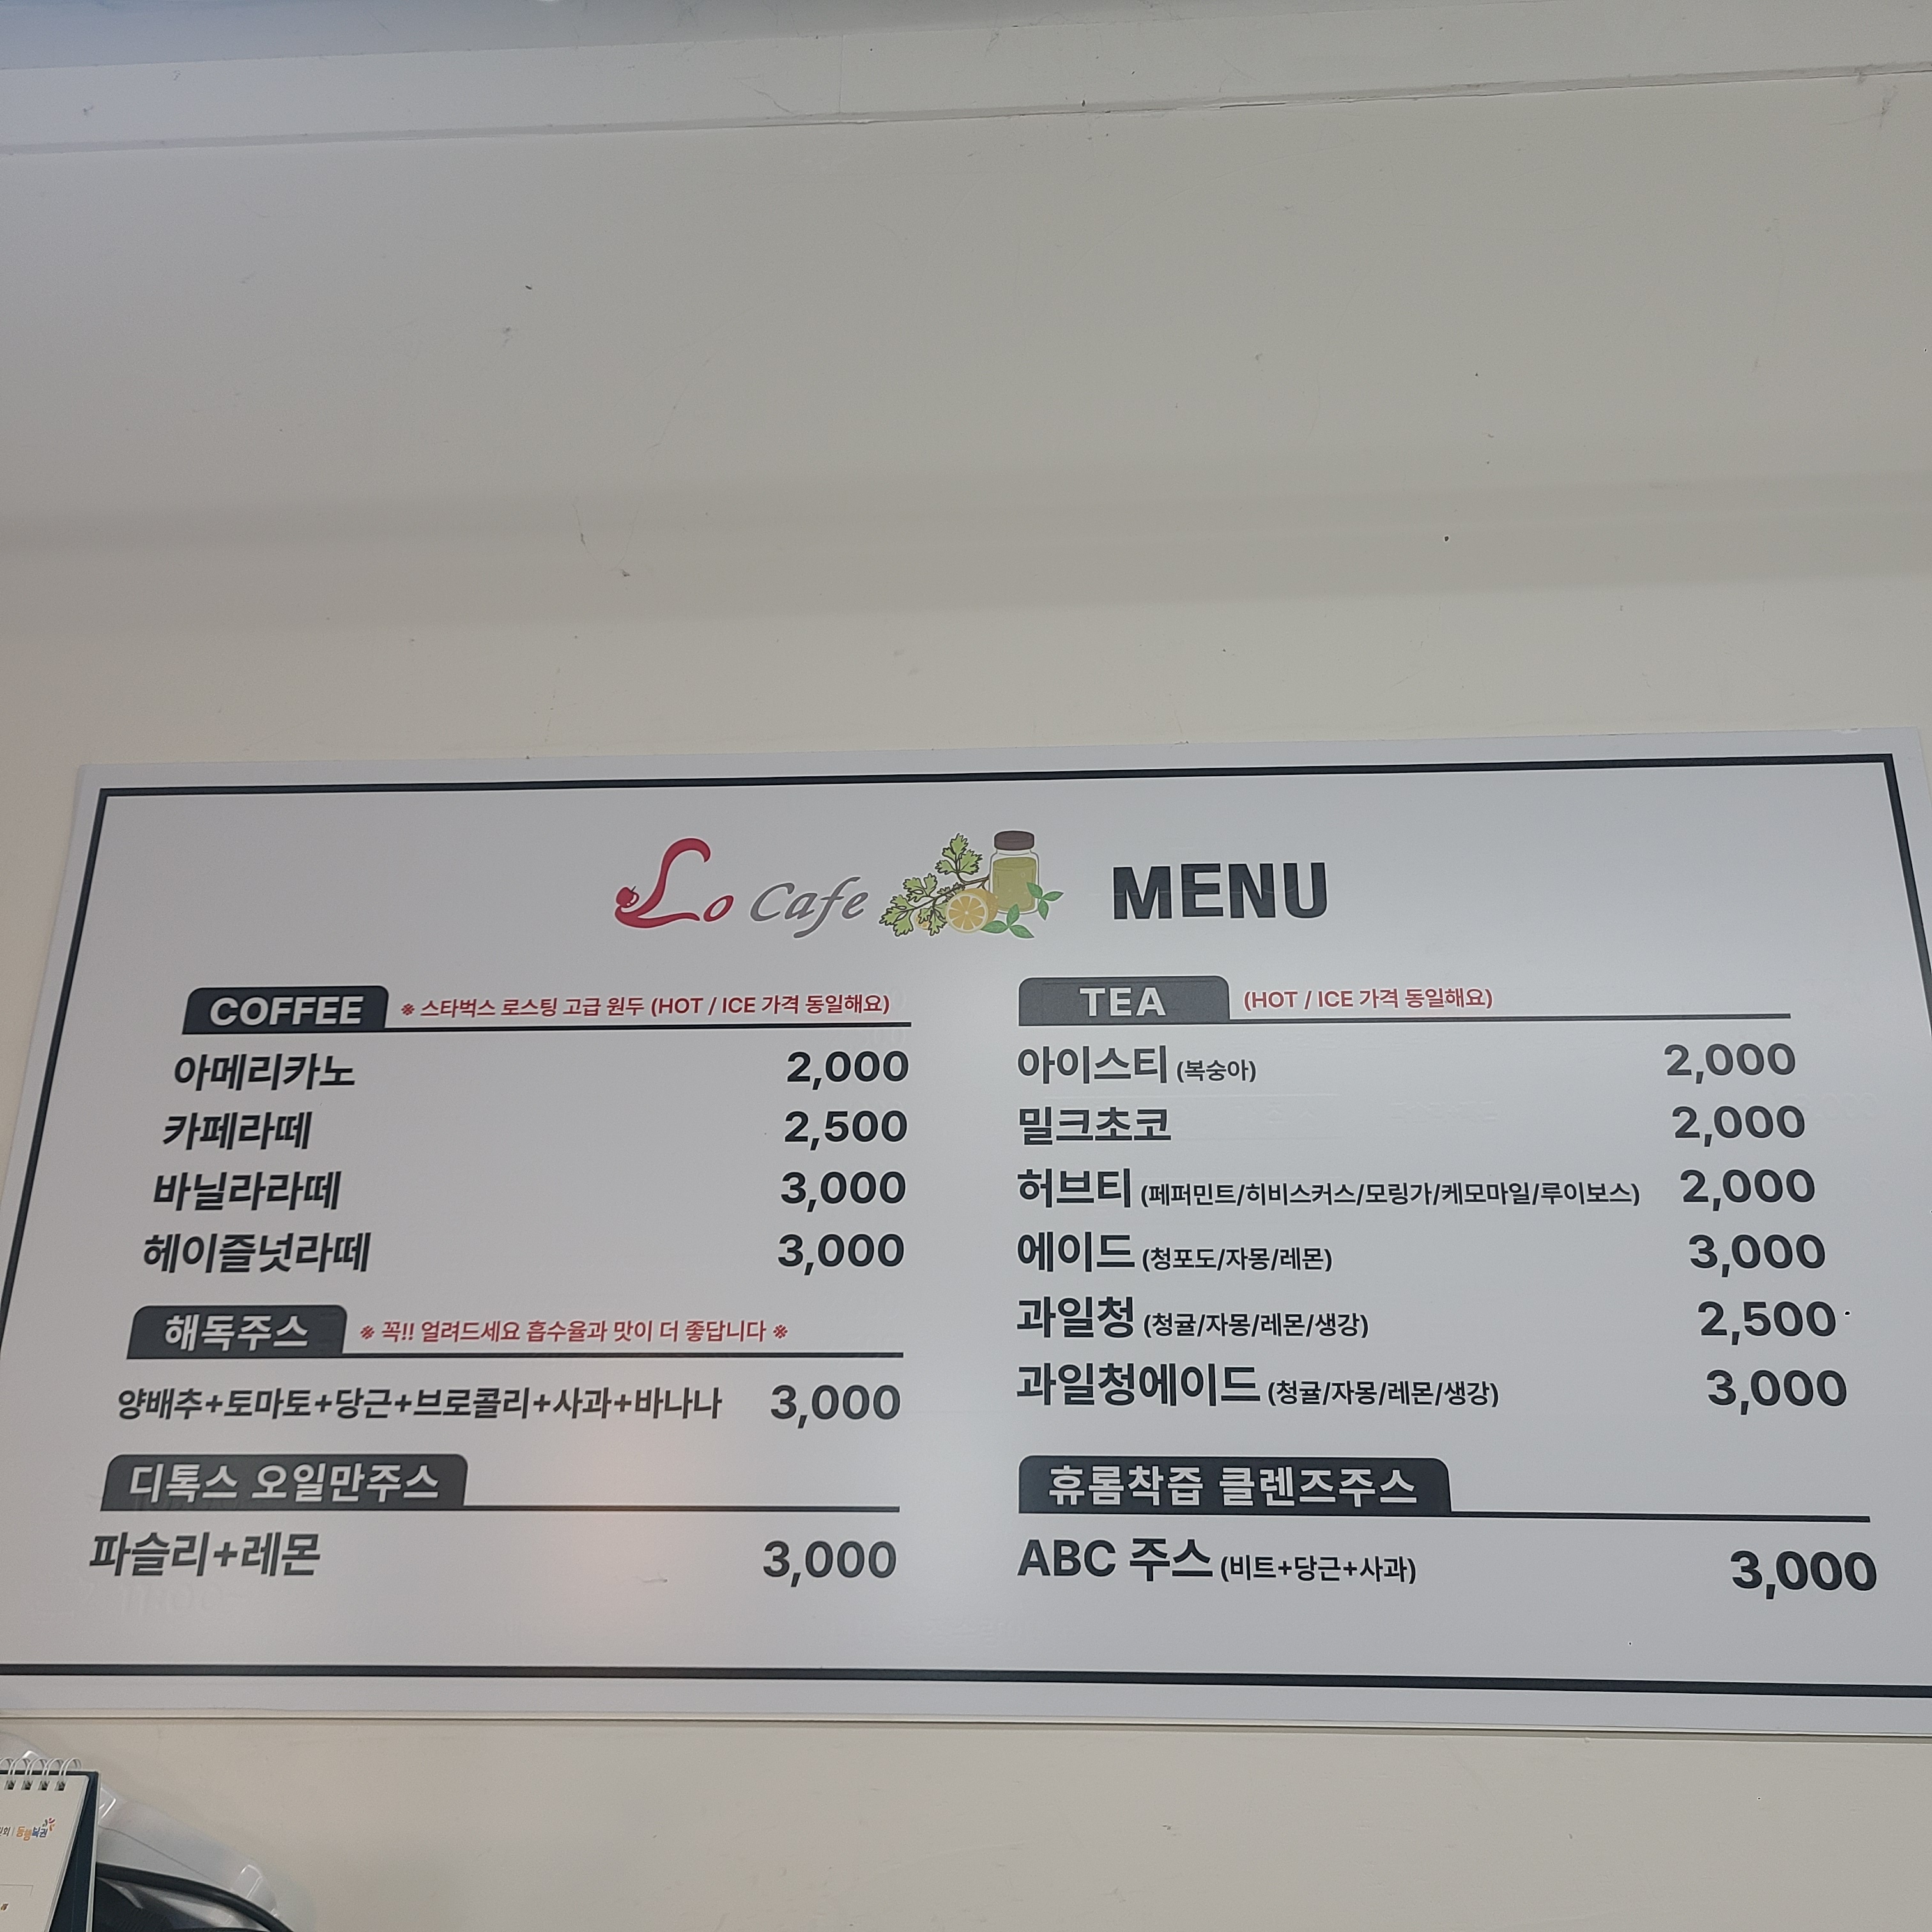 Lo Cafe MENU
COFFEE ※ 스타벅스 로스팅 고급 원두 (HOT / ICE 가격 동일해요)
아메리카노 2,000
카페라떼 2,500
바닐라라떼 3,000
헤이즐넛라떼 3,000
해독주스 ※ 꼭!! 얼려드세요 흡수율과 맛이 더 좋답니다 ※
양배추+토마토+당근+브로콜리+사과+바나나 3,000
디톡스 오일만주스
파슬리+레몬 3,000
TEA (HOT / ICE 가격 동일해요)
아이스티 (복숭아) 2,000
밀크초코 2,000
허브티 (페퍼민트/히비스커스/모링가/케모마일/루이보스) 2,000
에이드 (청포도/자몽/레몬) 3,000
과일청 (청귤/자몽/레몬/생강) 2,500
과일청에이드 (청귤/자몽/레몬/생강) 3,000
휴롬착즙 클렌즈주스
ABC 주스 (비트+당근+사과) 3,000
동행복권